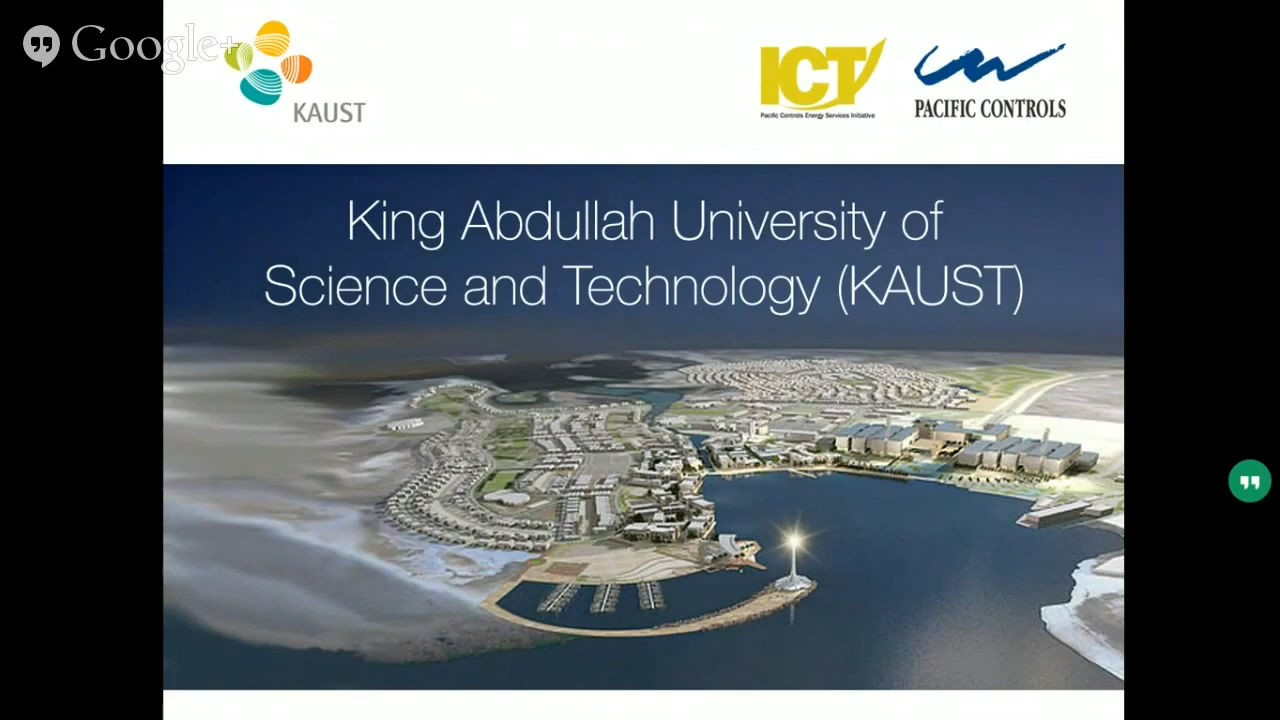 Google+
KAUST
ICT
Pacific Controls Energy Services Initiative
PACIFIC CONTROLS
King Abdullah University of
Science and Technology (KAUST)